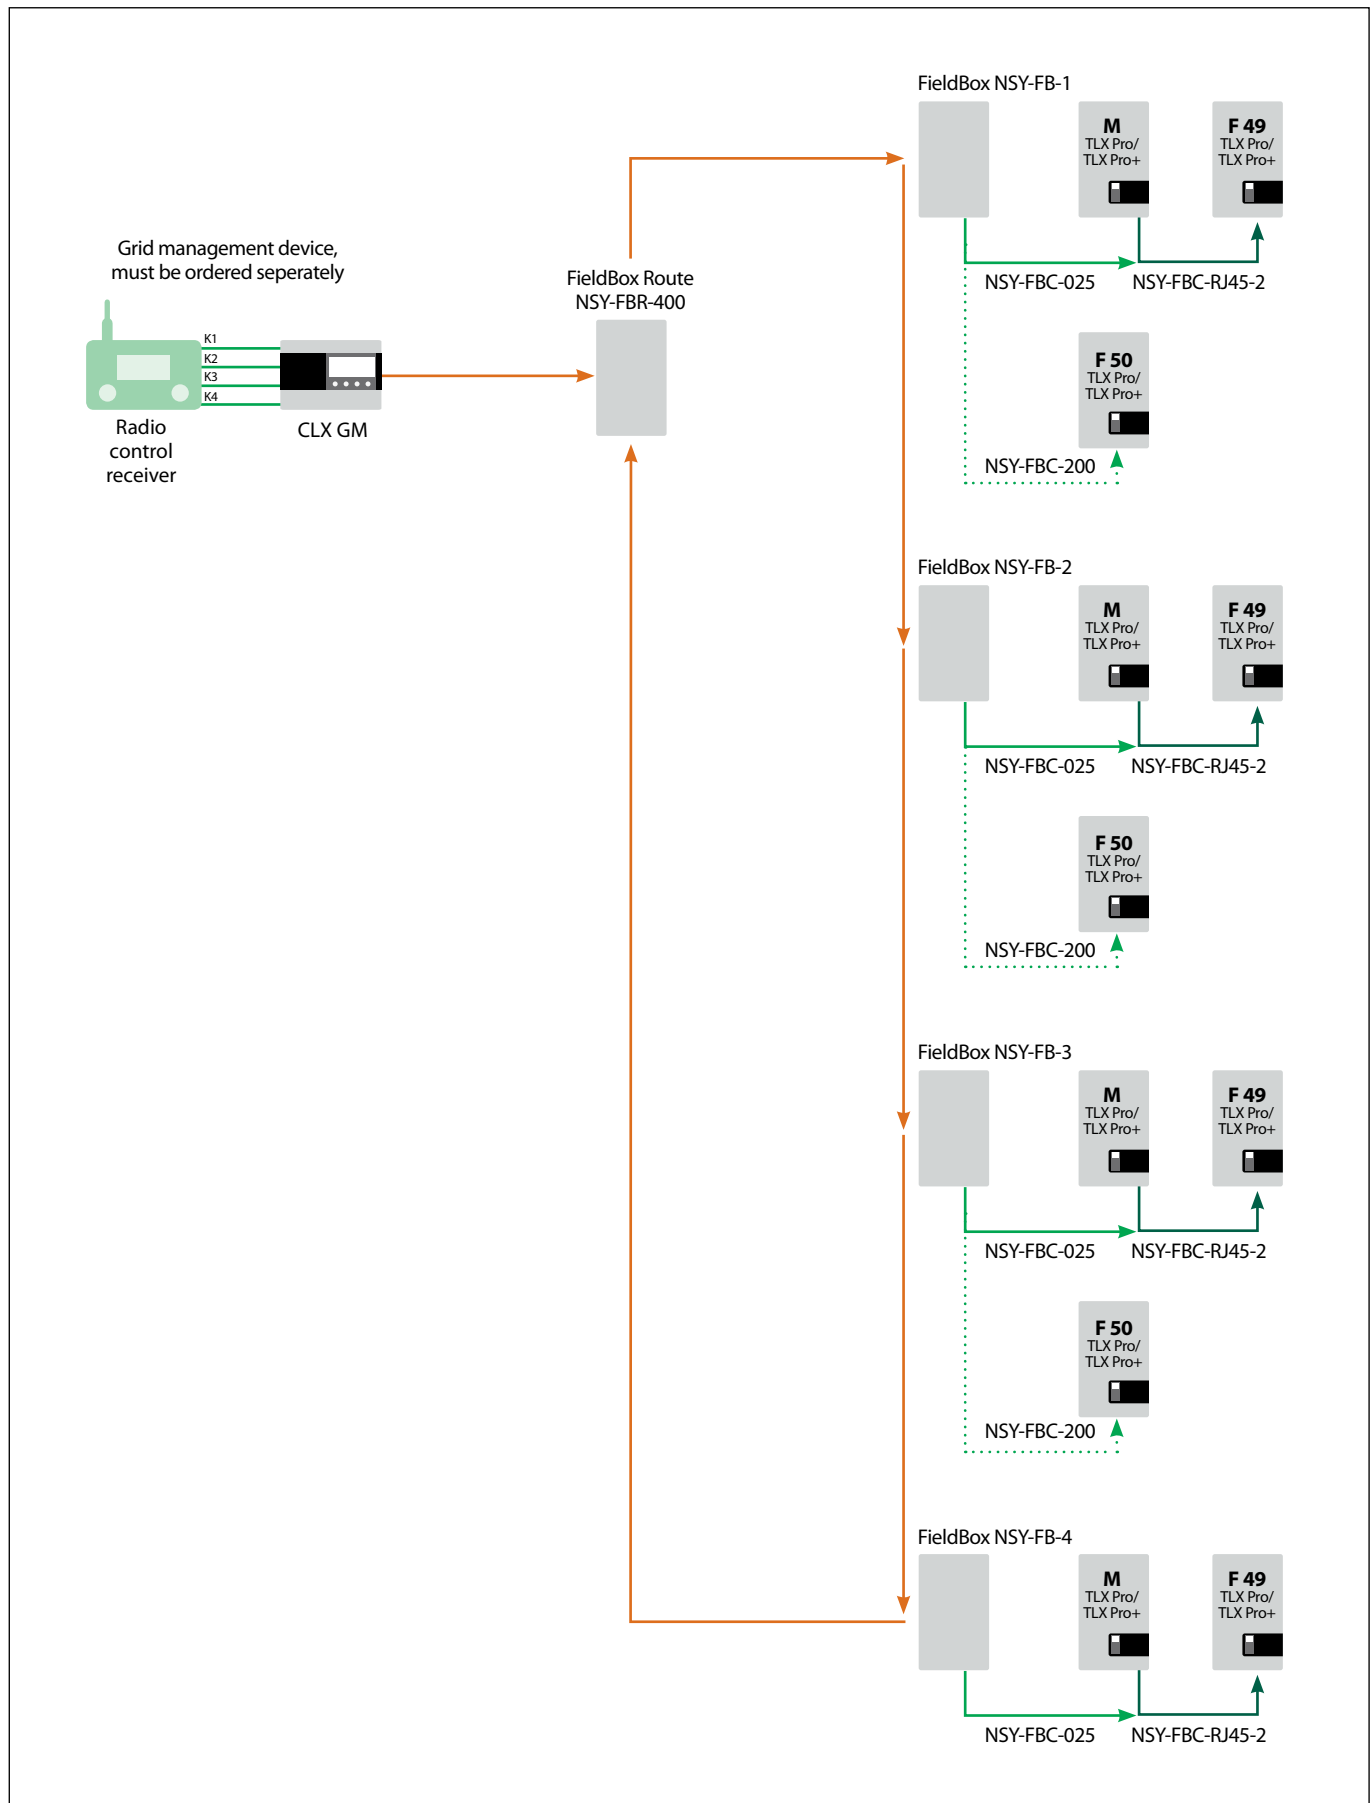 Grid management device,
must be ordered seperately
K1
K2
K3
K4
Radio
control
receiver
CLX GM
FieldBox Route
NSY-FBR-400
FieldBox NSY-FB-1
M
TLX Pro/
TLX Pro+
F 49
TLX Pro/
TLX Pro+
NSY-FBC-025
NSY-FBC-RJ45-2
F 50
TLX Pro/
TLX Pro+
NSY-FBC-200
FieldBox NSY-FB-2
M
TLX Pro/
TLX Pro+
F 49
TLX Pro/
TLX Pro+
NSY-FBC-025
NSY-FBC-RJ45-2
F 50
TLX Pro/
TLX Pro+
NSY-FBC-200
FieldBox NSY-FB-3
M
TLX Pro/
TLX Pro+
F 49
TLX Pro/
TLX Pro+
NSY-FBC-025
NSY-FBC-RJ45-2
F 50
TLX Pro/
TLX Pro+
NSY-FBC-200
FieldBox NSY-FB-4
M
TLX Pro/
TLX Pro+
F 49
TLX Pro/
TLX Pro+
NSY-FBC-025
NSY-FBC-RJ45-2